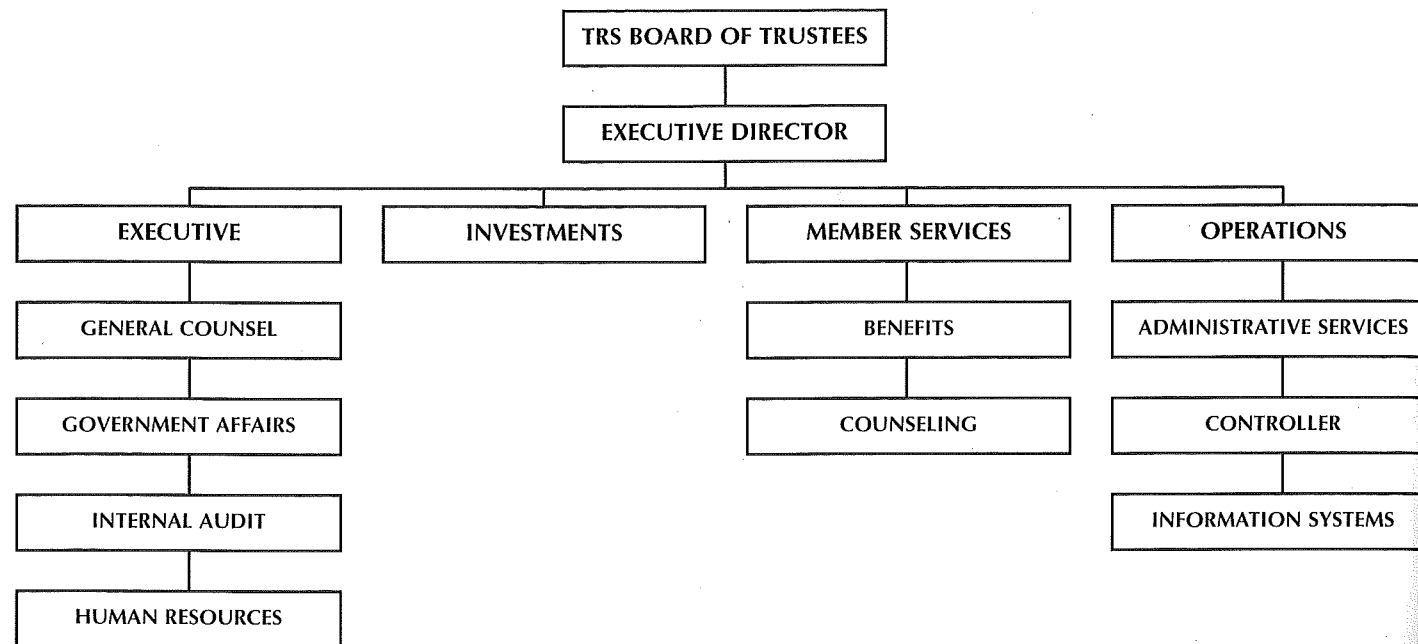 TRS BOARD OF TRUSTEES
EXECUTIVE DIRECTOR
EXECUTIVE
INVESTMENTS
MEMBER SERVICES
OPERATIONS
GENERAL COUNSEL
BENEFITS
ADMINISTRATIVE SERVICES
GOVERNMENT AFFAIRS
COUNSELING
CONTROLLER
INTERNAL AUDIT
INFORMATION SYSTEMS
HUMAN RESOURCES